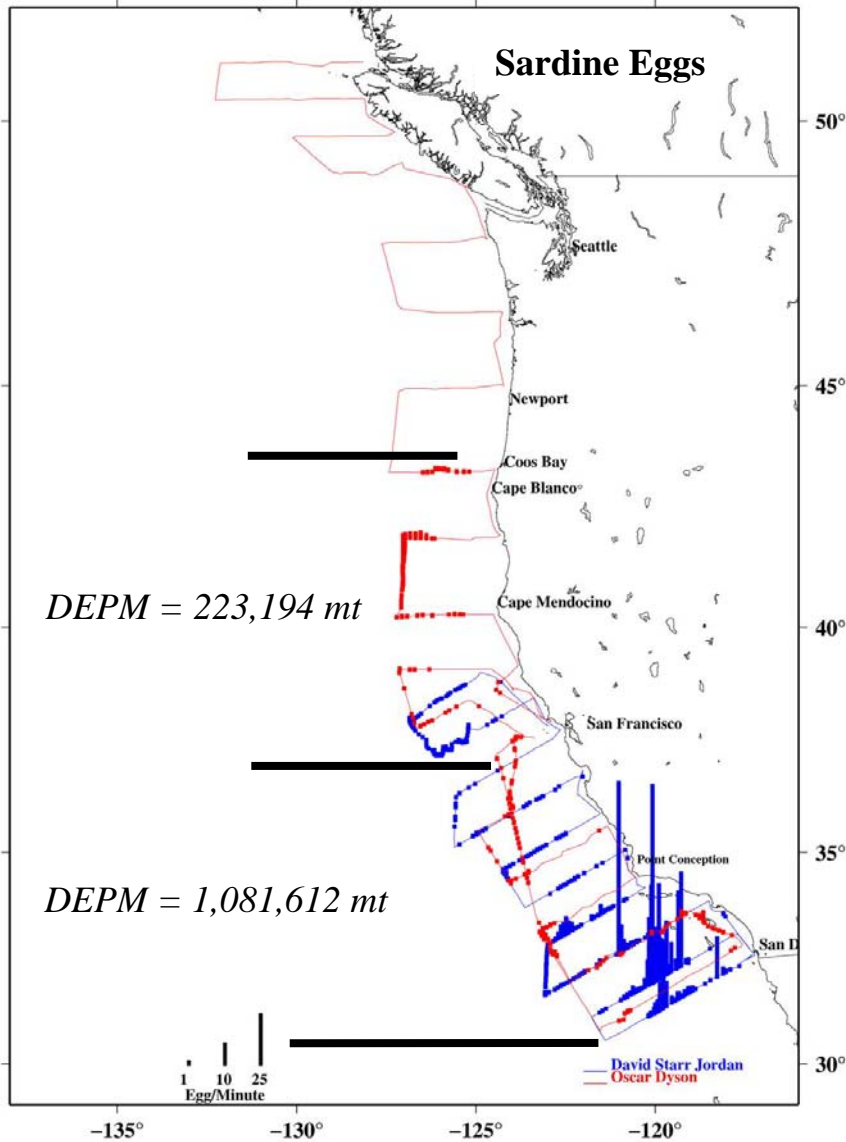 Sardine Eggs
50°
Seattle
45°
Newport
Coos Bay
Cape Blanco
DEPM = 223,194 mt
Cape Mendocino
40°
San Francisco
35°
Point Conception
DEPM = 1,081,612 mt
San D
30°
1 10 25
Egg/Minute
David Starr Jordan
Oscar Dyson
−135° −130° −125° −120°